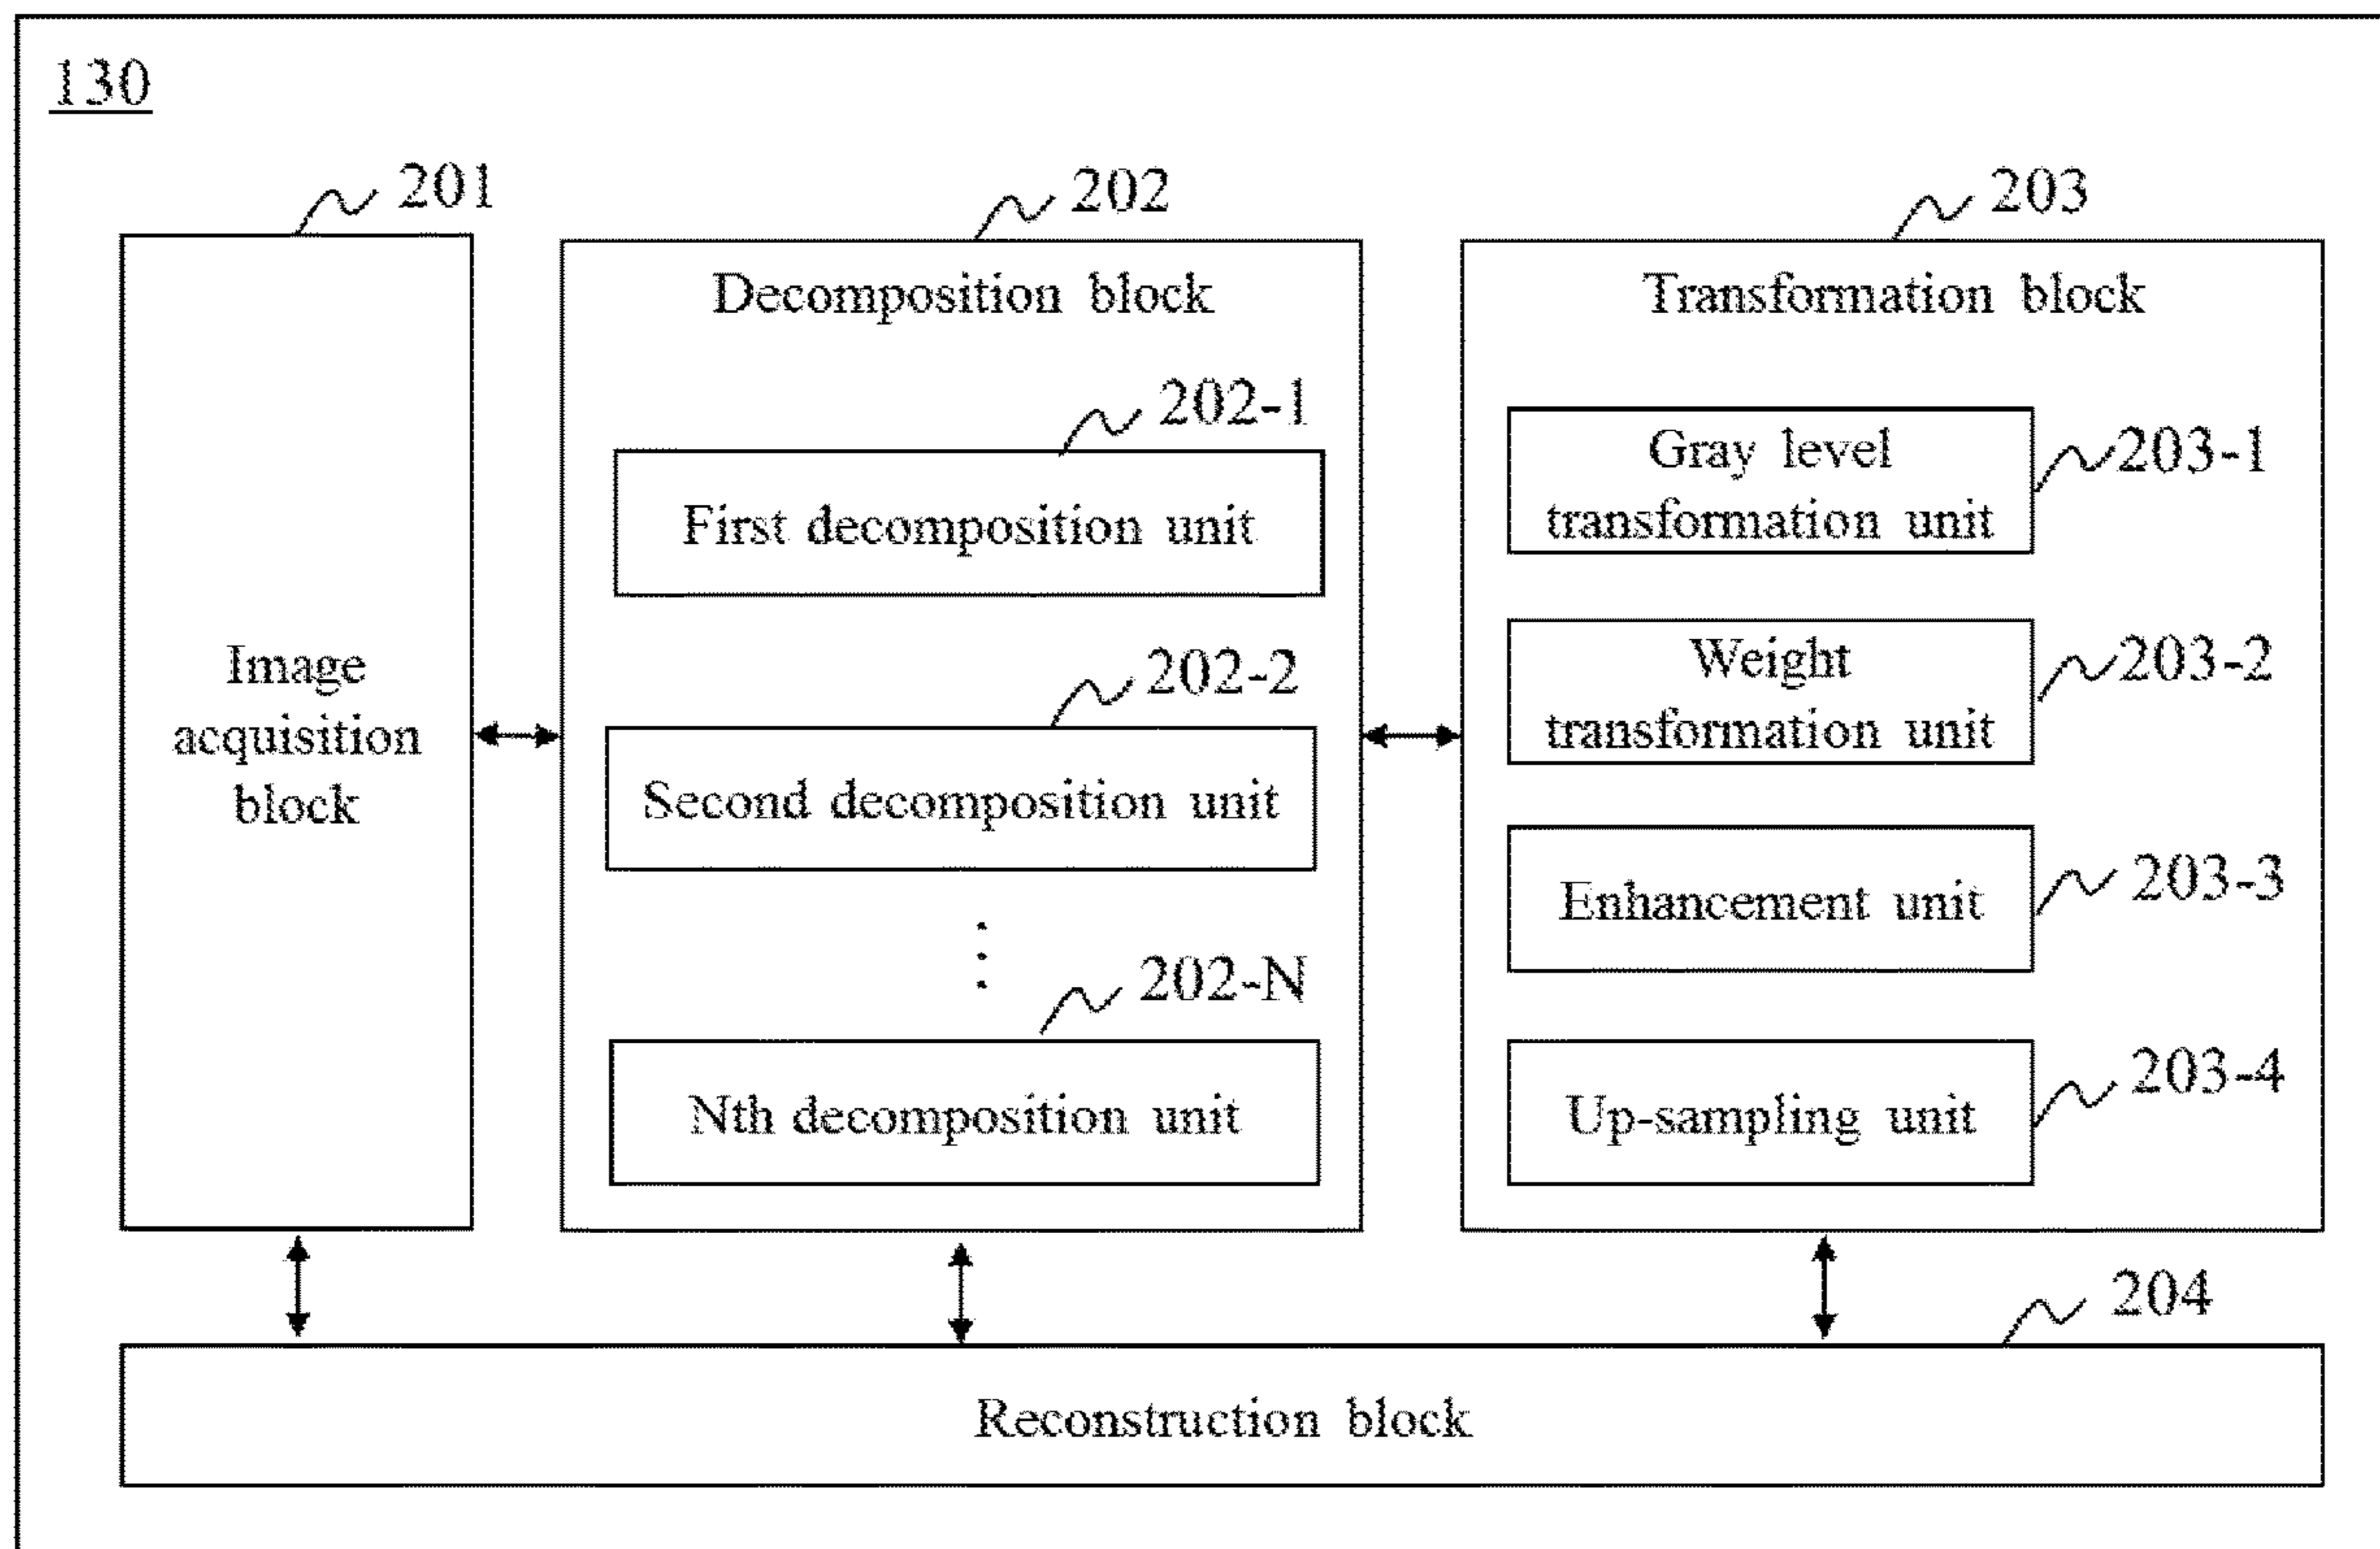 130
201
202
203
Image
acquisition
block
Decomposition block
202-1
First decomposition unit
202-2
Second decomposition unit
202-N
Nth decomposition unit
Transformation block
Gray level
transformation unit
203-1
Weight
transformation unit
203-2
Enhancement unit
203-3
Up-sampling unit
203-4
204
Reconstruction block